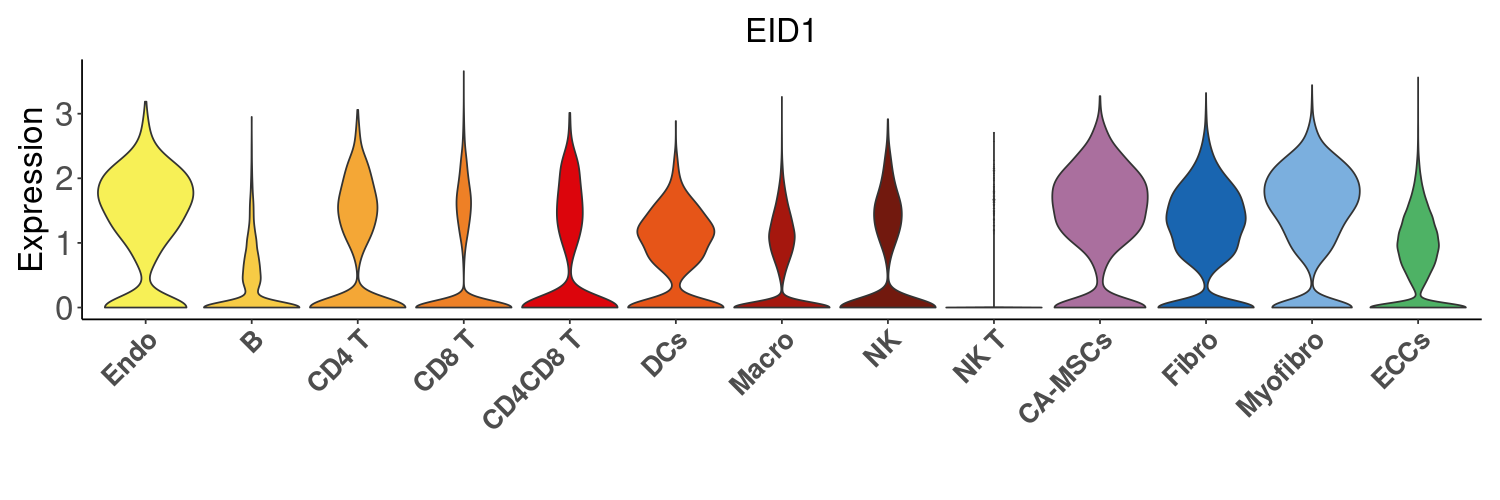 EID1
Expression
3
2
1
0
Endo
B
CD4 T
CD8 T
CD4CD8 T
DCs
Macro
NK
NK T
CA-MSCs
Fibro
Myofibro
ECCs